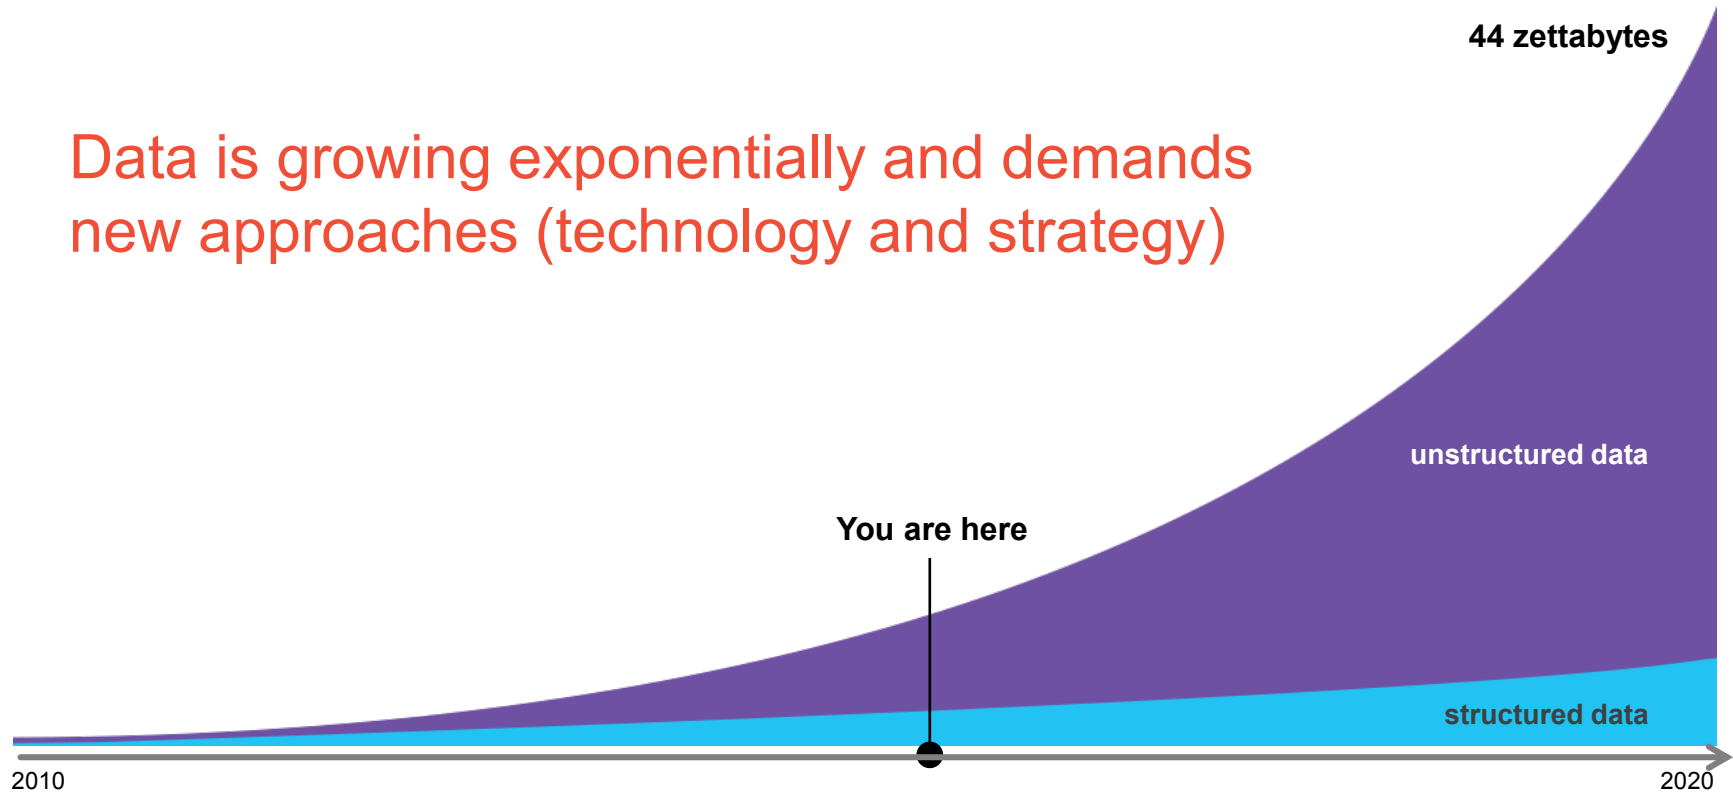 44 zettabytes
Data is growing exponentially and demands
new approaches (technology and strategy)
unstructured data
You are here
structured data
2010
2020